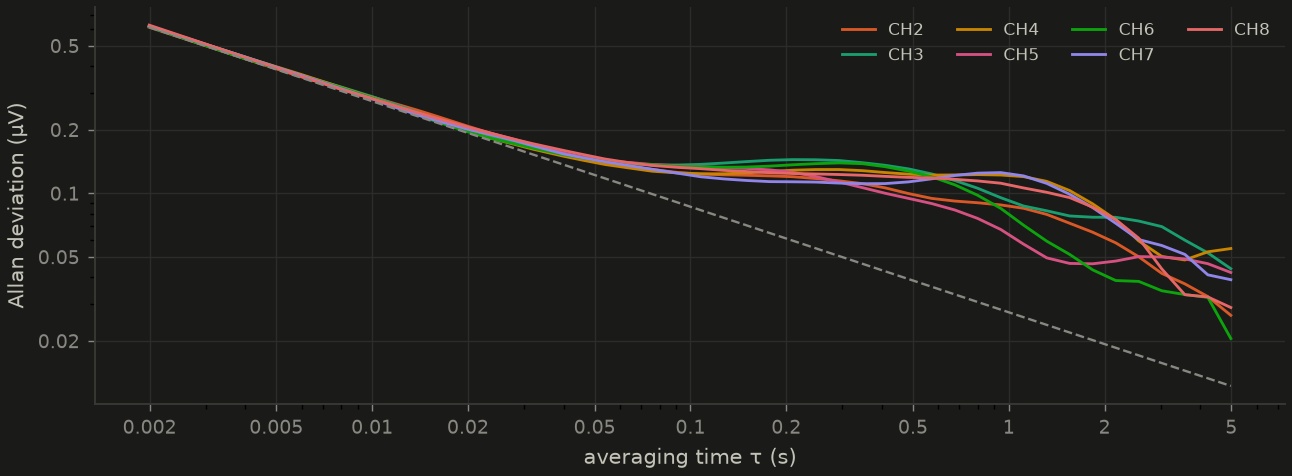 CH2 CH4 CH6 CH8
CH3 CH5 CH7
Allan deviation (µV)
0.5
0.2
0.1
0.05
0.02
0.002 0.005 0.01 0.02 0.05 0.1 0.2 0.5 1 2 5
averaging time τ (s)